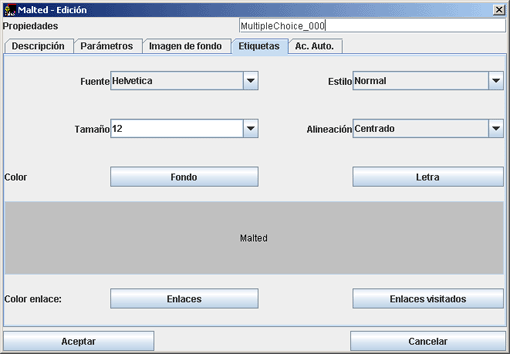 Malted - Edición
Propiedades MultipleChoice_000
Descripción Parámetros Imagen de fondo Etiquetas Ac. Auto.
Fuente Helvetica Estilo Normal
Tamaño 12 Alineación Centrado
Color Fondo Letra
Malted
Color enlace: Enlaces Enlaces visitados
Aceptar Cancelar